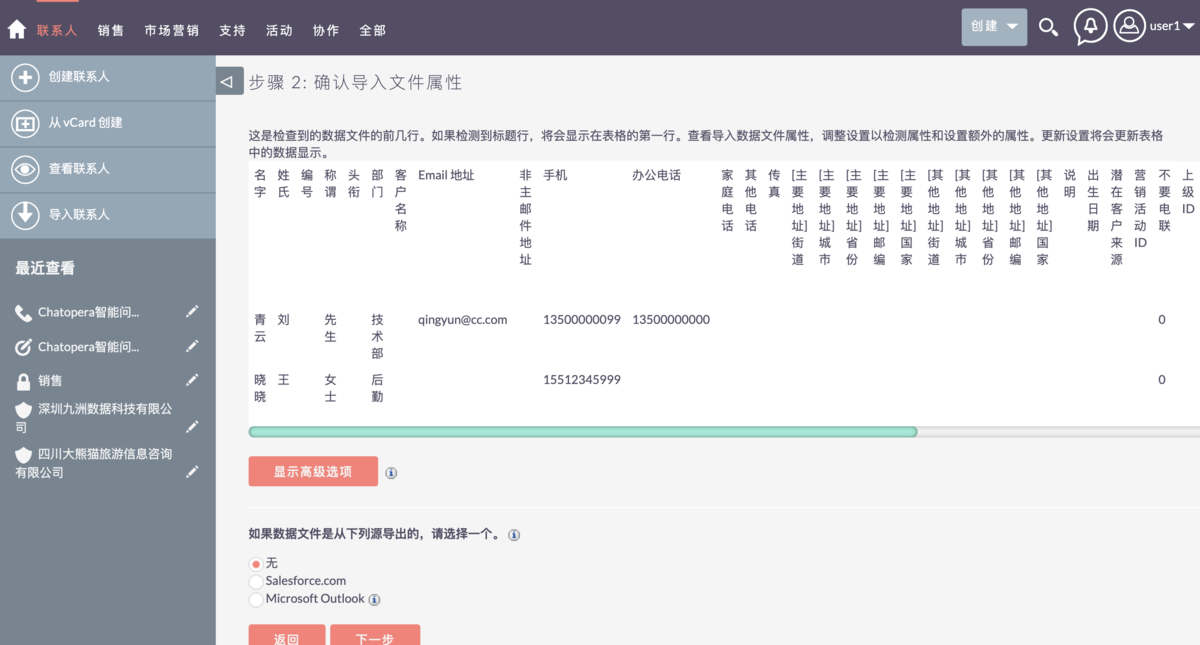 联系人 销售 市场营销 支持 活动 协作 全部 创建 user1
创建联系人
从 vCard 创建
查看联系人
导入联系人
最近查看
Chatopera智能问...
Chatopera智能问...
销售
深圳九洲数据科技有限公
司
四川大熊猫旅游信息咨询
有限公司
步骤 2: 确认导入文件属性
这是检查到的数据文件的前几行。如果检测到标题行，将会显示在表格的第一行。查看导入数据文件属性，调整设置以检测属性和设置额外的属性。更新设置将会更新表格
中的数据显示。
名字 姓氏 编号 称谓 头衔 部门 客户名称 Email 地址 非主邮件地址 手机 办公电话 家庭电话 其他电话 传真 [主要地址]街道 [主要地址]城市 [主要地址]省份 [主要地址]邮编 [主要地址]国家 [其他地址]街道 [其他地址]城市 [其他地址]省份 [其他地址]邮编 [其他地址]国家 说明 出生日期 潜在客户来源 营销活动ID 不要电联 上级ID
青云 刘 先生 技术部 qingyun@cc.com 13500000099 13500000000 0
晓晓 王 女士 后勤 15512345999 0
显示高级选项
如果数据文件是从下列源导出的，请选择一个。
无
Salesforce.com
Microsoft Outlook
返回 下一步